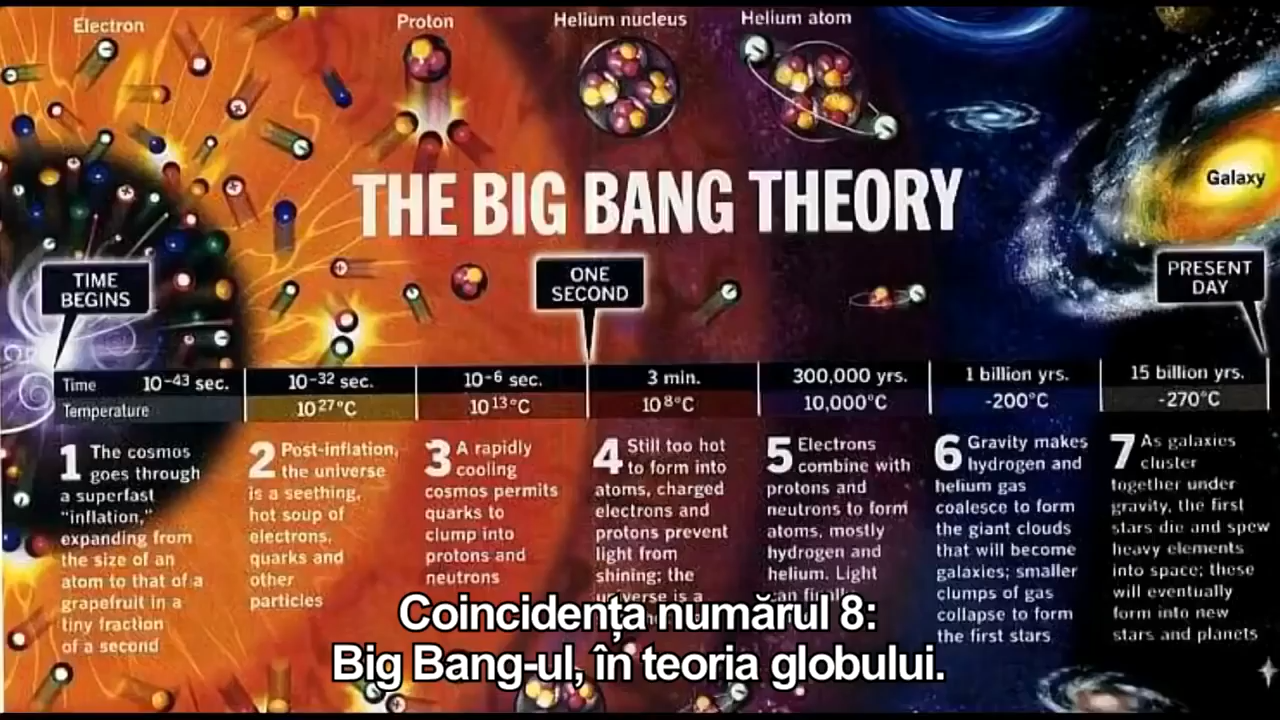 Electron
Proton
Helium nucleus
Helium atom
Galaxy
THE BIG BANG THEORY
TIME
BEGINS
ONE
SECOND
PRESENT
DAY
Time 10⁻⁴³ sec. 10⁻³² sec. 10⁻⁶ sec. 3 min. 300,000 yrs. 1 billion yrs. 15 billion yrs.
Temperature 10²⁷°C 10¹³°C 10⁸°C 10,000°C -200°C -270°C
1 The cosmos
goes through
a superfast
"inflation,"
expanding from
the size of an
atom to that of a
grapefruit in a
tiny fraction
of a second
2 Post-inflation,
the universe
is a seething,
hot soup of
electrons,
quarks and
other
particles
3 A rapidly
cooling
cosmos permits
quarks to
clump into
protons and
neutrons
4 Still too hot
to form into
atoms, charged
electrons and
protons prevent
light from
shining; the
universe is a
5 Electrons
combine with
protons and
neutrons to form
atoms, mostly
hydrogen and
helium. Light
can finally
6 Gravity makes
hydrogen and
helium gas
coalesce to form
the giant clouds
that will become
galaxies; smaller
clumps of gas
collapse to form
the first stars
7 As galaxies
cluster
together under
gravity, the first
stars die and spew
heavy elements
into space; these
will eventually
form into new
stars and planets
Coincidența numărul 8:
Big Bang-ul, în teoria globului.